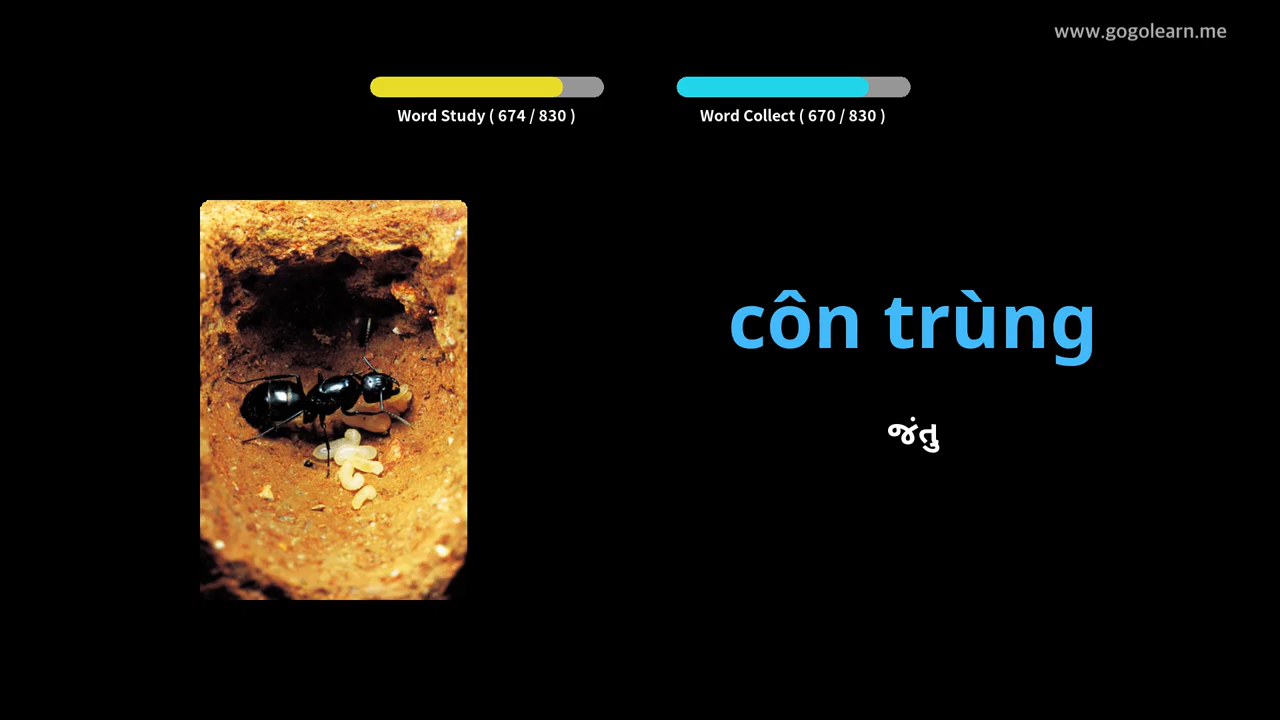 www.gogolearn.me
Word Study ( 674 / 830 )
Word Collect ( 670 / 830 )
côn trùng
જંતુ